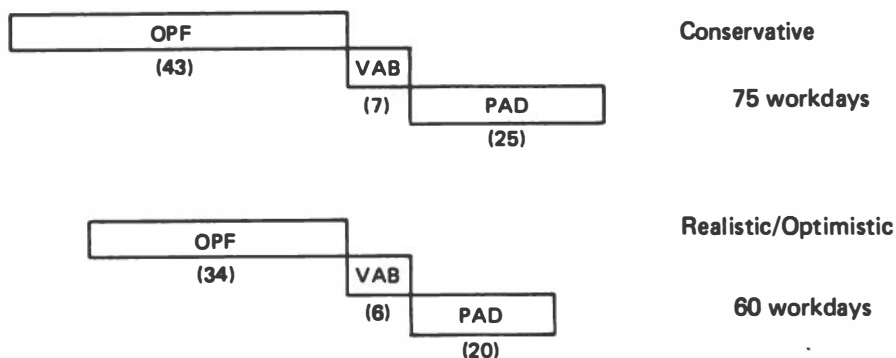 OPF
Conservative
(43)
VAB
(7)
PAD
75 workdays
(25)
OPF
Realistic/Optimistic
(34)
VAB
(6)
PAD
60 workdays
(20)